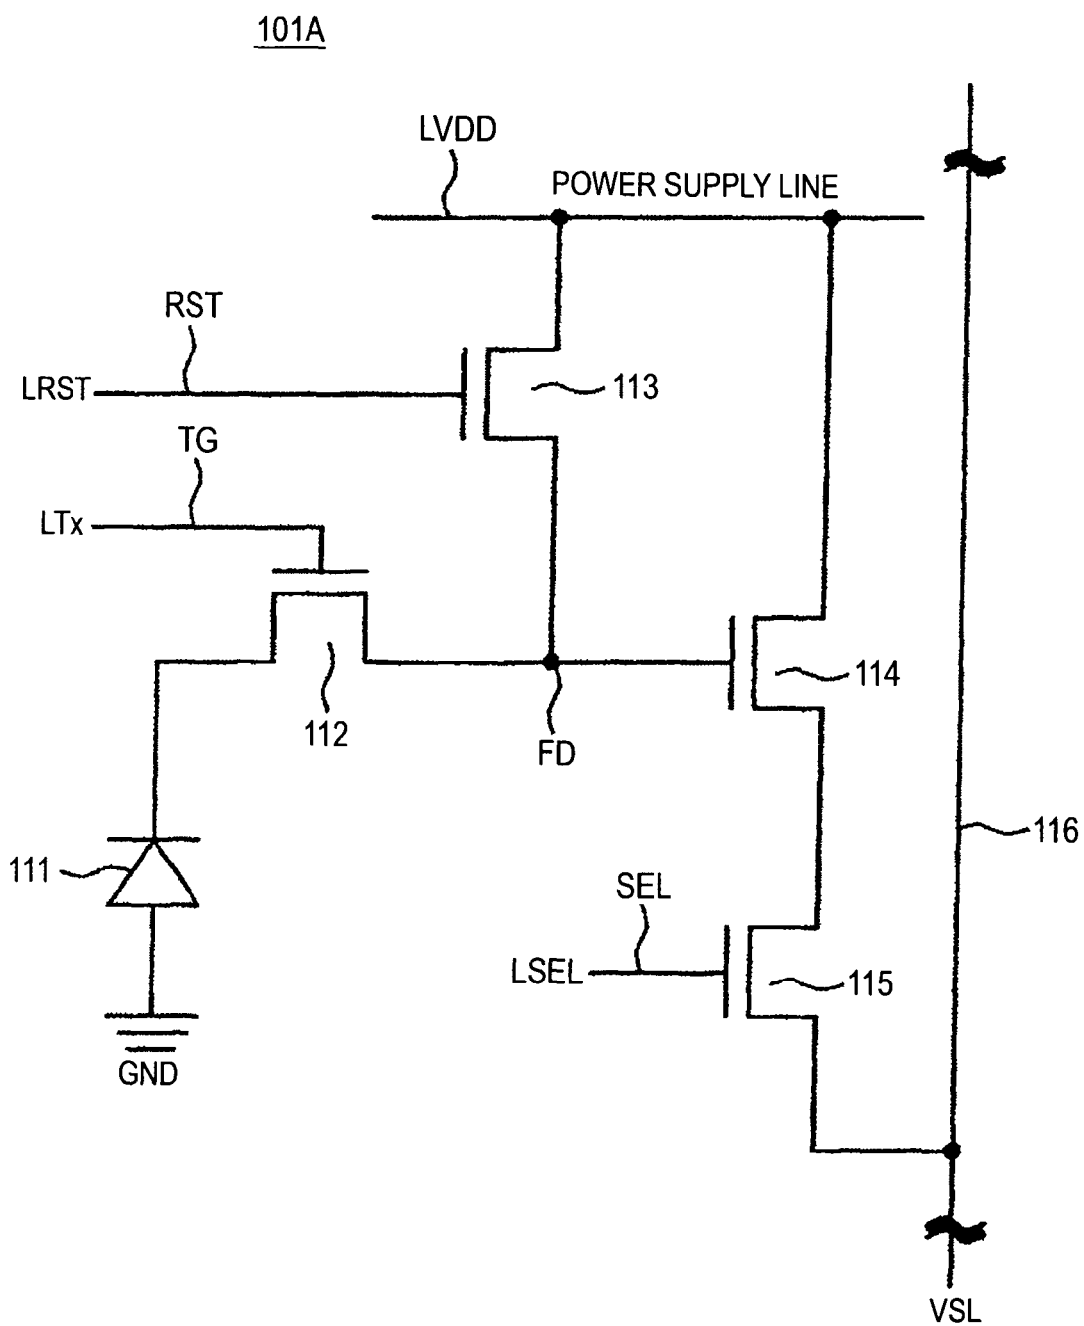 101A
LVDD
POWER SUPPLY LINE
RST
LRST
113
TG
LTx
112
FD
114
111
116
SEL
LSEL
115
GND
VSL